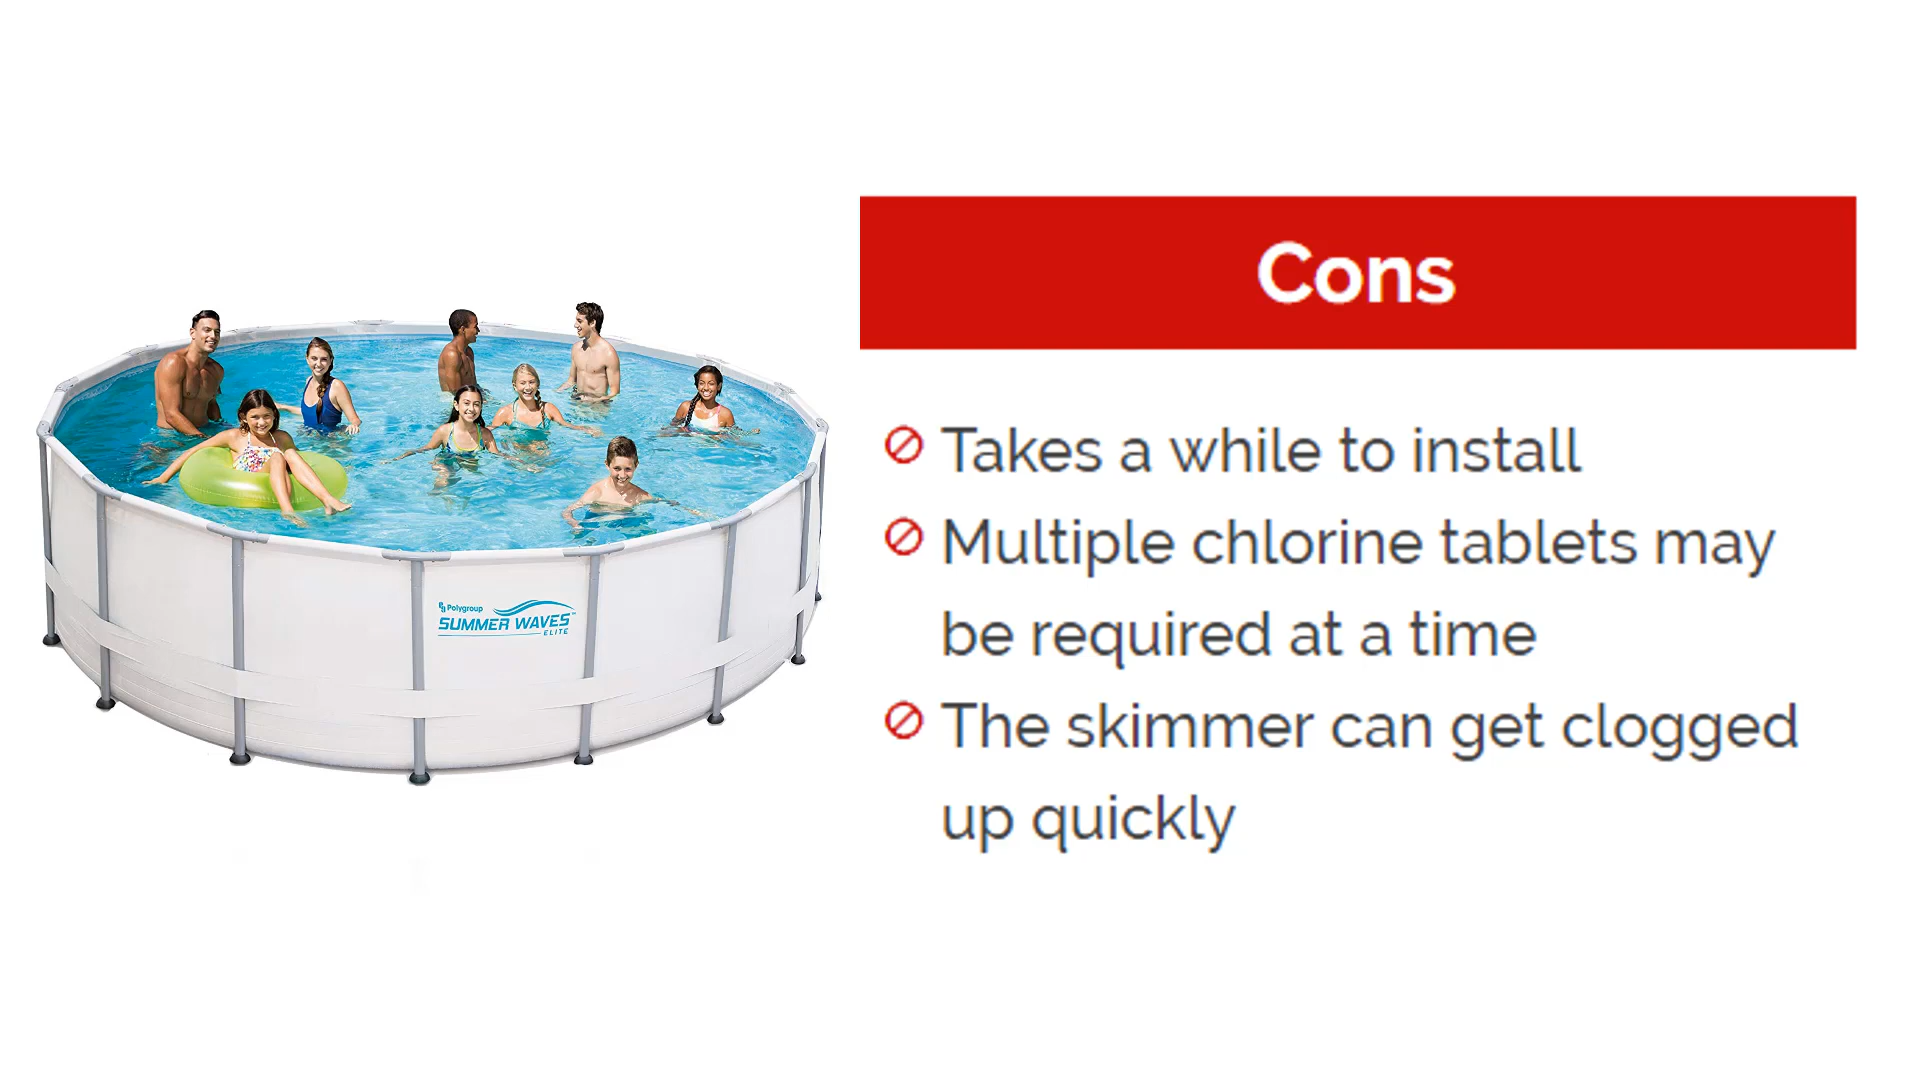 Cons
Takes a while to install
Multiple chlorine tablets may
be required at a time
The skimmer can get clogged
up quickly
Polygroup
SUMMER WAVES
ELITE